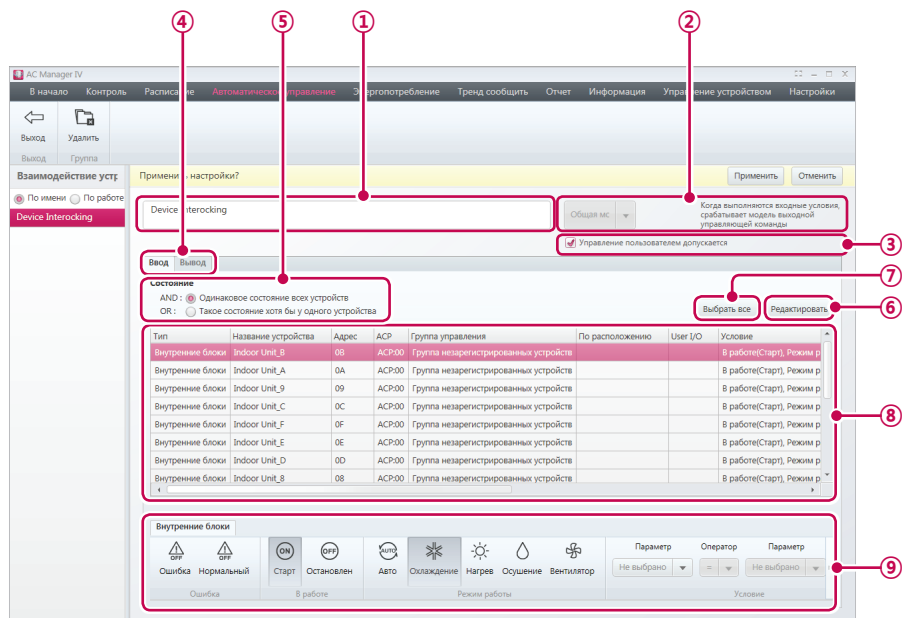 ④ ⑤ ① ②
AC Manager IV
В начало Контроль Расписание Автоматическое управление Энергопотребление Тренд сообщить Отчет Информация Управление устройством Настройки
Выход Удалить
Выход Группа
Взаимодействие устр Применить настройки? Применить Отменить
По имени По работе
Device Interocking
Device Interocking
Общая мс
Когда выполняются входные условия,
срабатывает модель выходной
управляющей команды
Управление пользователем допускается ③
Ввод Вывод
Состояние
AND : Одинаковое состояние всех устройств
OR : Такое состояние хотя бы у одного устройства
⑦
Выбрать все Редактировать ⑥
Тип Название устройства Адрес ACP Группа управления По расположению User I/O Условие
Внутренние блоки Indoor Unit_B 0B ACP:00 Группа незарегистрированных устройств В работе(Старт), Режим р
Внутренние блоки Indoor Unit_A 0A ACP:00 Группа незарегистрированных устройств В работе(Старт), Режим р
Внутренние блоки Indoor Unit_9 09 ACP:00 Группа незарегистрированных устройств В работе(Старт), Режим р
Внутренние блоки Indoor Unit_C 0C ACP:00 Группа незарегистрированных устройств В работе(Старт), Режим р
⑧
Внутренние блоки Indoor Unit_F 0F ACP:00 Группа незарегистрированных устройств В работе(Старт), Режим р
Внутренние блоки Indoor Unit_E 0E ACP:00 Группа незарегистрированных устройств В работе(Старт), Режим р
Внутренние блоки Indoor Unit_D 0D ACP:00 Группа незарегистрированных устройств В работе(Старт), Режим р
Внутренние блоки Indoor Unit_8 08 ACP:00 Группа незарегистрированных устройств В работе(Старт), Режим р
Внутренние блоки
OFF OFF ON OFF AUTO
Параметр Оператор Параметр
Не выбрано = Не выбрано ⑨
Ошибка Нормальный Старт Остановлен Авто Охлаждение Нагрев Осушение Вентилятор
Ошибка В работе Режим работы Условие